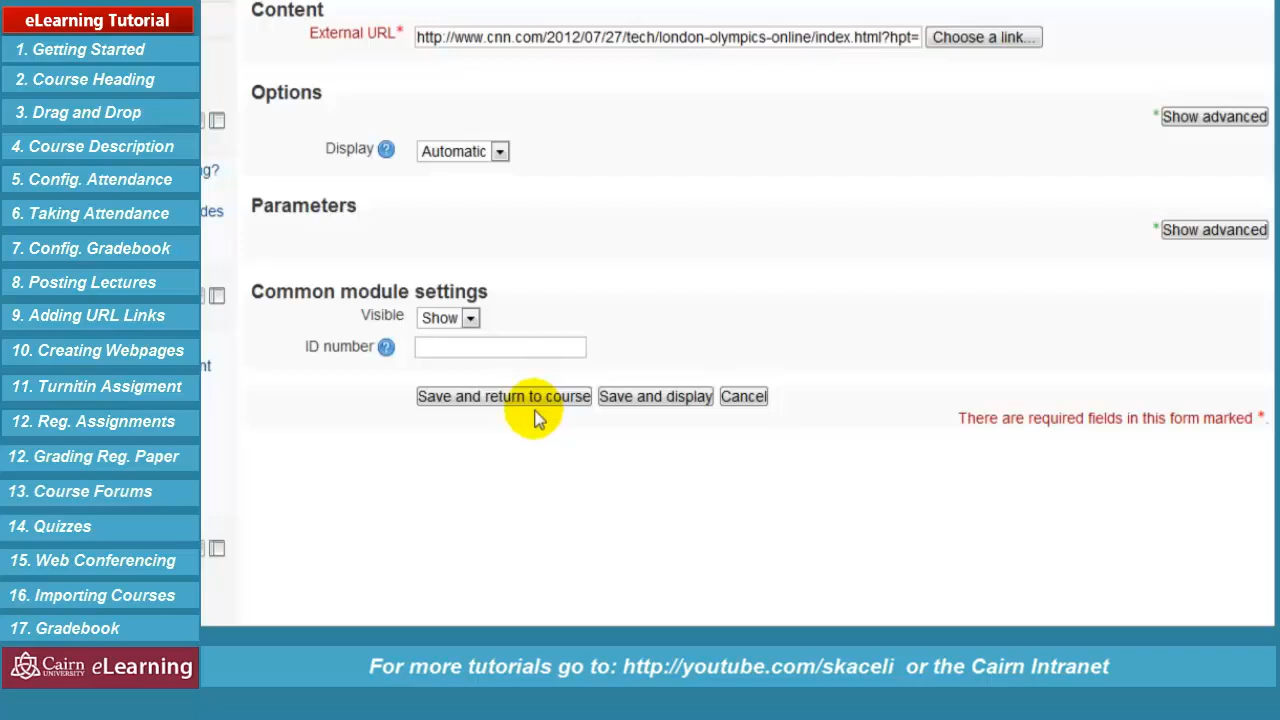 eLearning Tutorial
1. Getting Started
2. Course Heading
3. Drag and Drop
4. Course Description
5. Config. Attendance
6. Taking Attendance
7. Config. Gradebook
8. Posting Lectures
9. Adding URL Links
10. Creating Webpages
11. Turnitin Assigment
12. Reg. Assignments
12. Grading Reg. Paper
13. Course Forums
14. Quizzes
15. Web Conferencing
16. Importing Courses
17. Gradebook
Cairn UNIVERSITY eLearning
g?
des
nt
Content
External URL* http://www.cnn.com/2012/07/27/tech/london-olympics-online/index.html?hpt= Choose a link...
Options
* Show advanced
Display ? Automatic
Parameters
* Show advanced
Common module settings
Visible Show
ID number ?
Save and return to course Save and display Cancel
There are required fields in this form marked *.
For more tutorials go to: http://youtube.com/skaceli or the Cairn Intranet